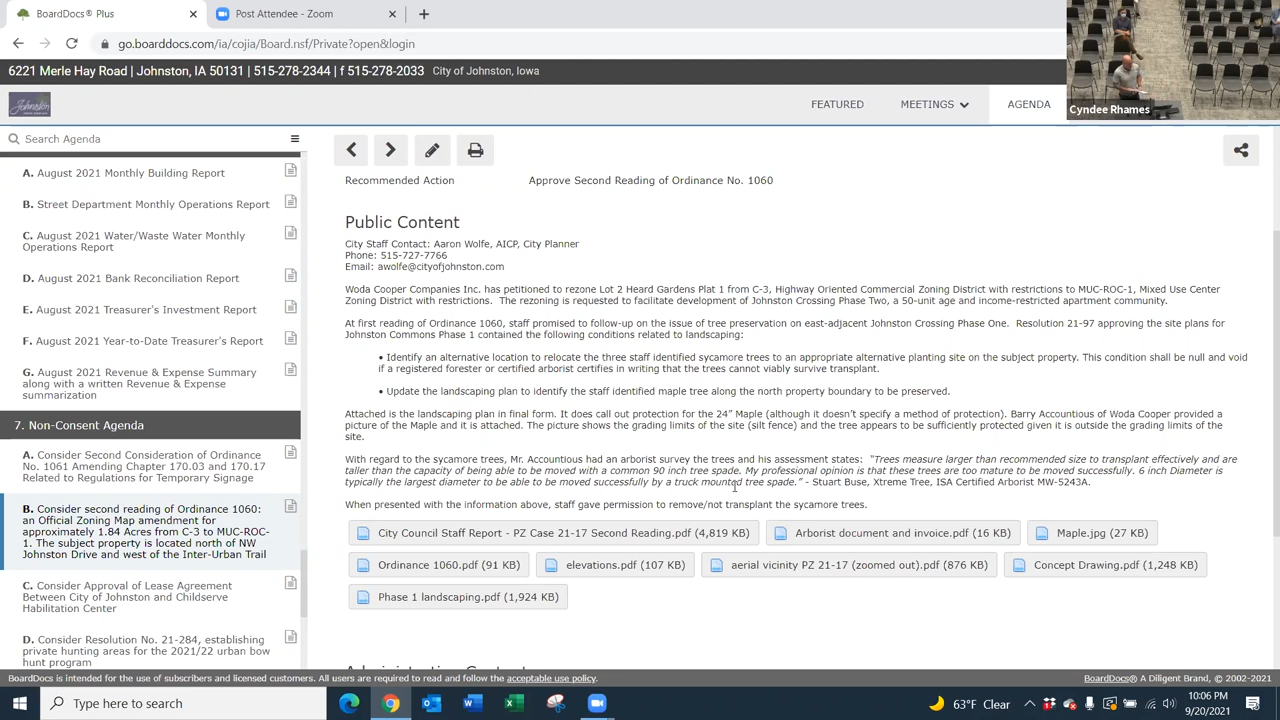 BoardDocs® Plus
Post Attendee - Zoom
go.boarddocs.com/ia/cojia/Board.nsf/Private?open&login
6221 Merle Hay Road | Johnston, IA 50131 | 515-278-2344 | f 515-278-2033 City of Johnston, Iowa
Cyndee Rhames
Johnston
FEATURED MEETINGS AGENDA
Search Agenda
A. August 2021 Monthly Building Report
B. Street Department Monthly Operations Report
C. August 2021 Water/Waste Water Monthly
Operations Report
D. August 2021 Bank Reconciliation Report
E. August 2021 Treasurer's Investment Report
F. August 2021 Year-to-Date Treasurer's Report
G. August 2021 Revenue & Expense Summary
along with a written Revenue & Expense
summarization
7. Non-Consent Agenda
A. Consider Second Consideration of Ordinance
No. 1061 Amending Chapter 170.03 and 170.17
Related to Regulations for Temporary Signage
B. Consider second reading of Ordinance 1060:
an Official Zoning Map amendment for
approximately 1.84 Acres from C-3 to MUC-ROC-
1. The subject property is located north of NW
Johnston Drive and west of the Inter-Urban Trail
C. Consider Approval of Lease Agreement
Between City of Johnston and Childserve
Habilitation Center
D. Consider Resolution No. 21-284, establishing
private hunting areas for the 2021/22 urban bow
hunt program
Recommended Action Approve Second Reading of Ordinance No. 1060
Public Content
City Staff Contact: Aaron Wolfe, AICP, City Planner
Phone: 515-727-7766
Email: awolfe@cityofjohnston.com
Woda Cooper Companies Inc. has petitioned to rezone Lot 2 Heard Gardens Plat 1 from C-3, Highway Oriented Commercial Zoning District with restrictions to MUC-ROC-1, Mixed Use Center
Zoning District with restrictions. The rezoning is requested to facilitate development of Johnston Crossing Phase Two, a 50-unit age and income-restricted apartment community.
At first reading of Ordinance 1060, staff promised to follow-up on the issue of tree preservation on east-adjacent Johnston Crossing Phase One. Resolution 21-97 approving the site plans for
Johnston Commons Phase 1 contained the following conditions related to landscaping:
• Identify an alternative location to relocate the three staff identified sycamore trees to an appropriate alternative planting site on the subject property. This condition shall be null and void
if a registered forester or certified arborist certifies in writing that the trees cannot viably survive transplant.
• Update the landscaping plan to identify the staff identified maple tree along the north property boundary to be preserved.
Attached is the landscaping plan in final form. It does call out protection for the 24" Maple (although it doesn't specify a method of protection). Barry Accountious of Woda Cooper provided a
picture of the Maple and it is attached. The picture shows the grading limits of the site (silt fence) and the tree appears to be sufficiently protected given it is outside the grading limits of the
site.
With regard to the sycamore trees, Mr. Accountious had an arborist survey the trees and his assessment states: "Trees measure larger than recommended size to transplant effectively and are
taller than the capacity of being able to be moved with a common 90 inch tree spade. My professional opinion is that these trees are too mature to be moved successfully. 6 inch Diameter is
typically the largest diameter to be able to be moved successfully by a truck mounted tree spade." - Stuart Buse, Xtreme Tree, ISA Certified Arborist MW-5243A.
When presented with the information above, staff gave permission to remove/not transplant the sycamore trees.
City Council Staff Report - PZ Case 21-17 Second Reading.pdf (4,819 KB)
Arborist document and invoice.pdf (16 KB)
Maple.jpg (27 KB)
Ordinance 1060.pdf (91 KB)
elevations.pdf (107 KB)
aerial vicinity PZ 21-17 (zoomed out).pdf (876 KB)
Concept Drawing.pdf (1,248 KB)
Phase 1 landscaping.pdf (1,924 KB)
BoardDocs is intended for the use of subscribers and licensed customers. All users are required to read and follow the acceptable use policy.
BoardDocs® A Diligent Brand, © 2002-2021
Type here to search
63°F Clear
10:06 PM
9/20/2021